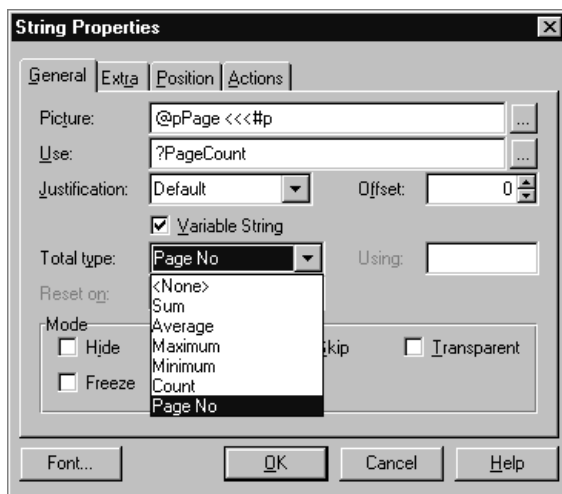 String Properties
General Extra Position Actions
Picture: @pPage <<<#p ...
Use: ?PageCount ...
Justification: Default Offset: 0
Variable String
Total type: Page No Using:
Reset on: <None>
Sum
Mode Average
Hide Maximum Skip Transparent
Minimum
Freeze Count
Page No
Font... OK Cancel Help